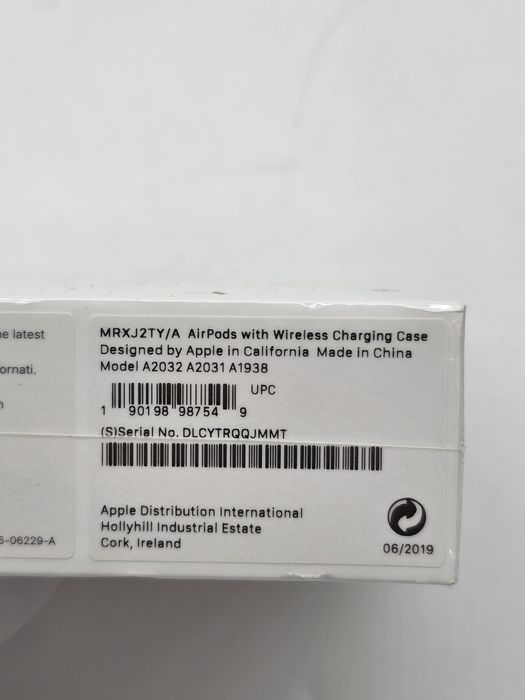 e latest
ornati.
6-06229-A
MRXJ2TY/A AirPods with Wireless Charging Case
Designed by Apple in California Made in China
Model A2032 A2031 A1938
UPC
1 90198 98754 9
(S)Serial No. DLCYTRQQJMMT
Apple Distribution International
Hollyhill Industrial Estate
Cork, Ireland
06/2019